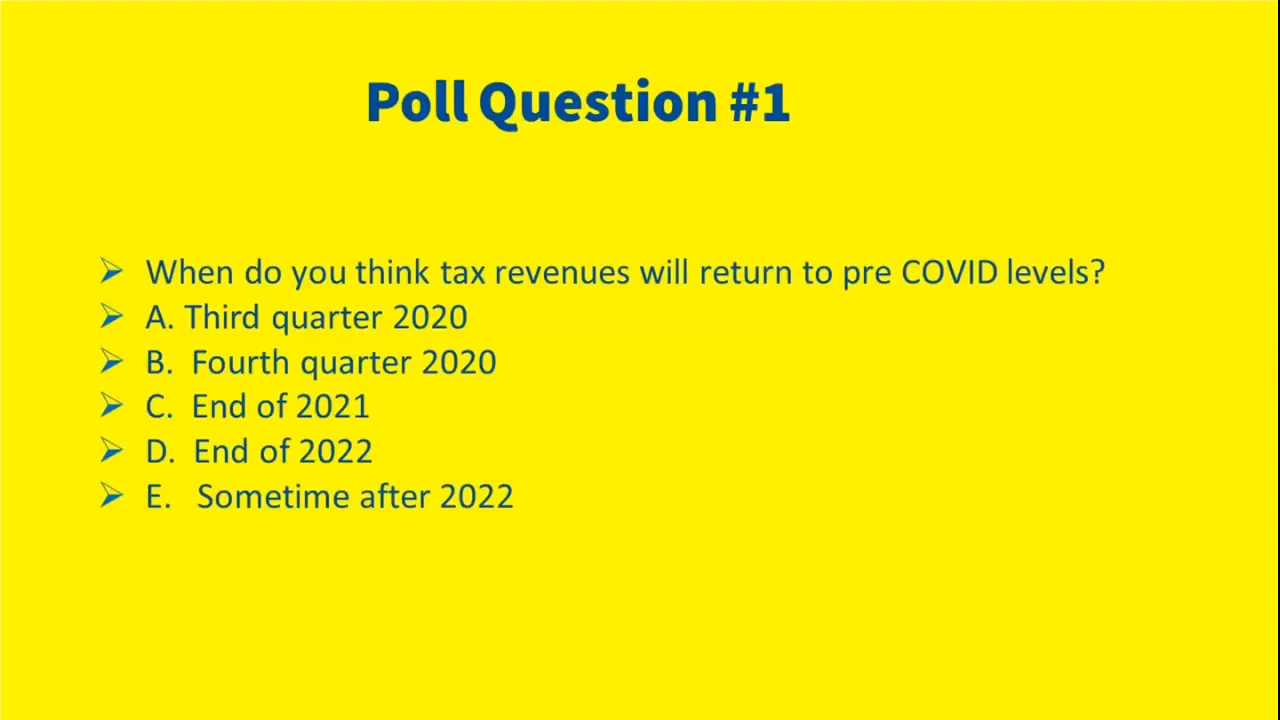 Poll Question #1
When do you think tax revenues will return to pre COVID levels?
A. Third quarter 2020
B. Fourth quarter 2020
C. End of 2021
D. End of 2022
E. Sometime after 2022